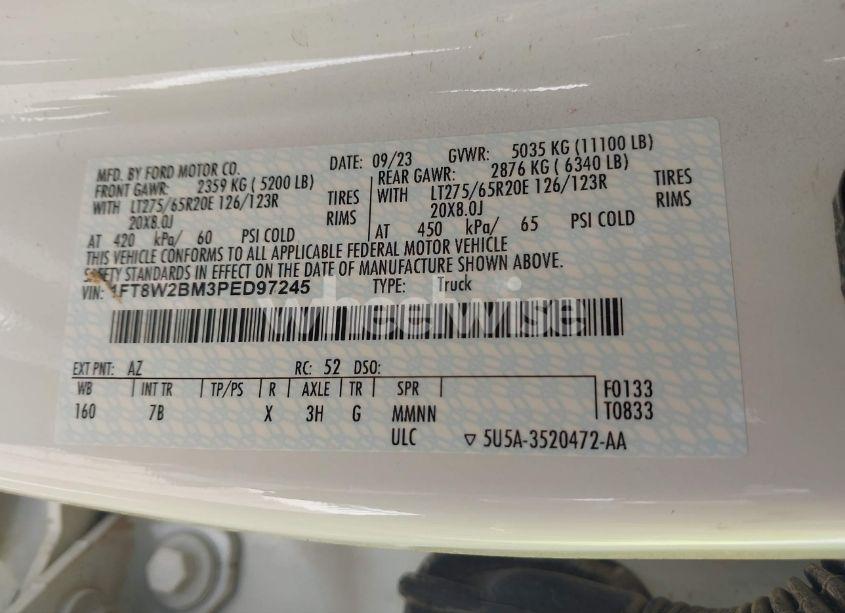 MFD. BY FORD MOTOR CO.
DATE: 09/23 GVWR: 5035 KG (11100 LB)
FRONT GAWR: 2359 KG ( 5200 LB)
WITH LT275/65R20E 126/123R TIRES
20X8.0J RIMS
AT 420 kPa/ 60 PSI COLD
REAR GAWR: 2876 KG ( 6340 LB)
WITH LT275/65R20E 126/123R TIRES
20X8.0J RIMS
AT 450 kPa/ 65 PSI COLD
THIS VEHICLE CONFORMS TO ALL APPLICABLE FEDERAL MOTOR VEHICLE
SAFETY STANDARDS IN EFFECT ON THE DATE OF MANUFACTURE SHOWN ABOVE.
VIN: 1FT8W2BM3PED97245 TYPE: Truck
wheelwise
EXT PNT: AZ RC: 52 DSO:
WB INT TR TP/PS R AXLE TR SPR F0133
160 7B X 3H G MMNN T0833
ULC ▽ 5U5A-3520472-AA